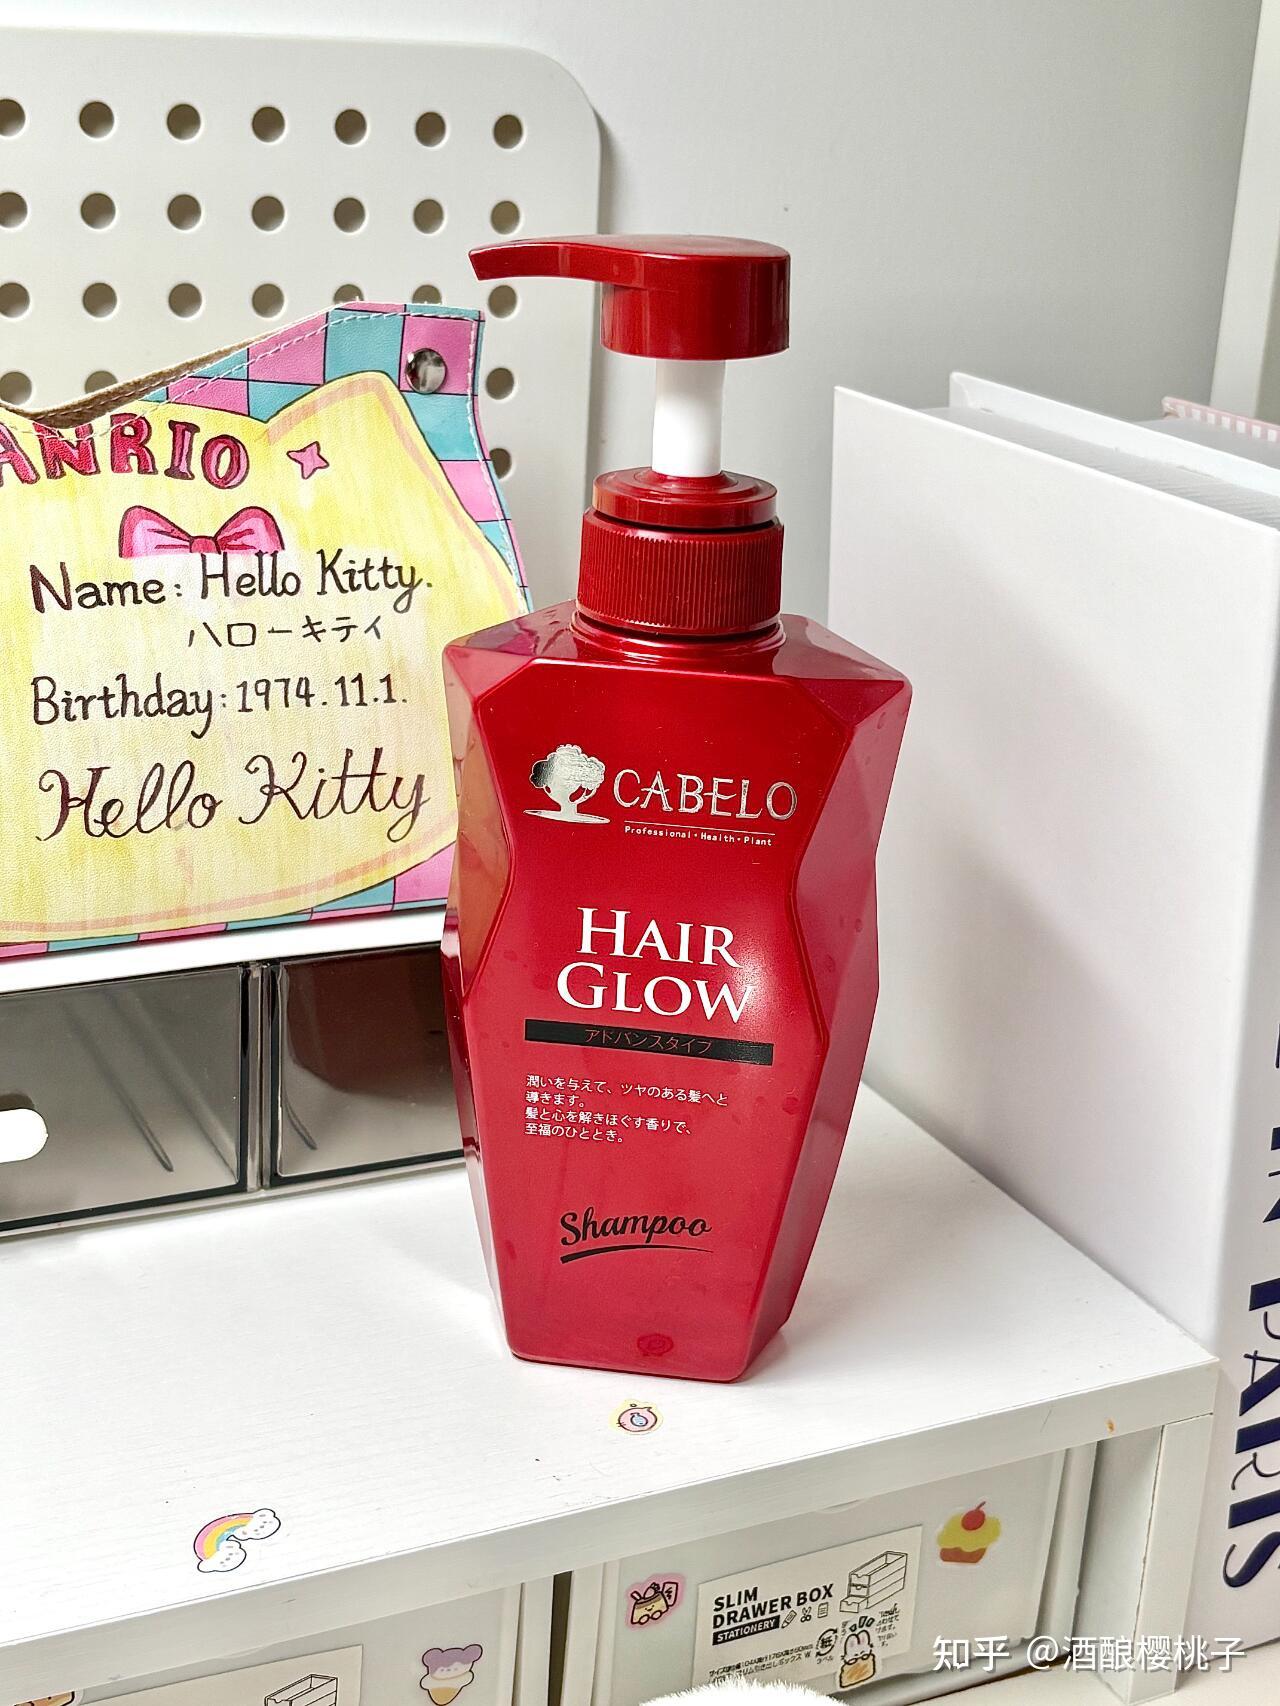 ANRIO
Name: Hello Kitty.
ハローキティ
Birthday: 1974.11.1.
Hello Kitty
CABELO
Professional·Health·Plant
HAIR
GLOW
アドバンスタイプ
潤いを与えて、ツヤのある髪へと
導きます。
髪と心を解きほぐす香りで、
至福のひととき。
Shampoo
IN PARIS
SLIM
DRAWER BOX
STATIONERY
知乎 @酒酿樱桃子